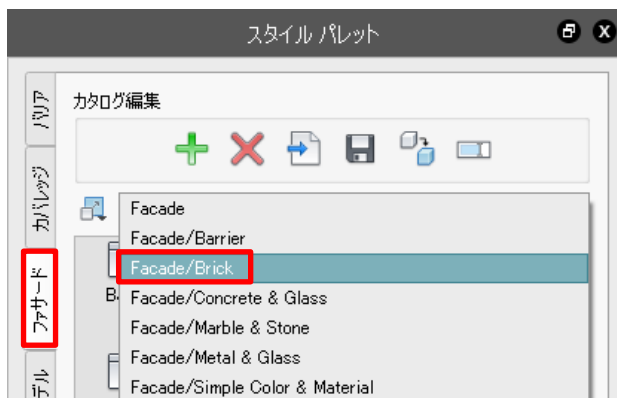 スタイル パレット
バリア
カタログ編集
カバレッジ
ファサード
Facade
Facade/Barrier
Facade/Brick
Facade/Concrete & Glass
Facade/Marble & Stone
Facade/Metal & Glass
Facade/Simple Color & Material